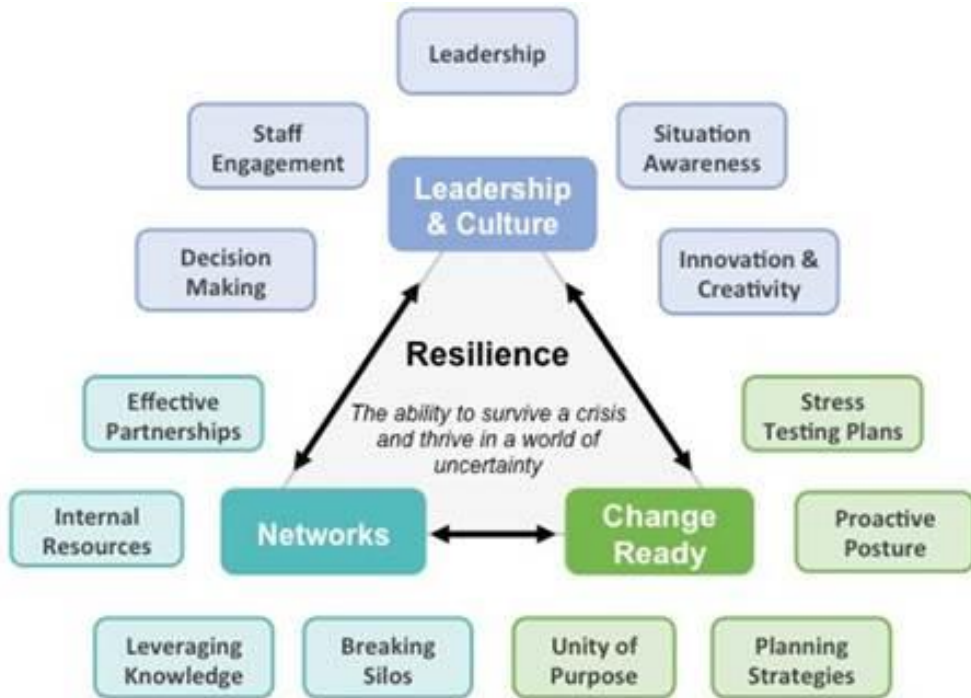 Leadership
Staff
Engagement
Situation
Awareness
Leadership
& Culture
Decision
Making
Innovation &
Creativity
Resilience
The ability to survive a crisis
and thrive in a world of
uncertainty
Effective
Partnerships
Stress
Testing Plans
Internal
Resources
Networks
Change
Ready
Proactive
Posture
Leveraging
Knowledge
Breaking
Silos
Unity of
Purpose
Planning
Strategies